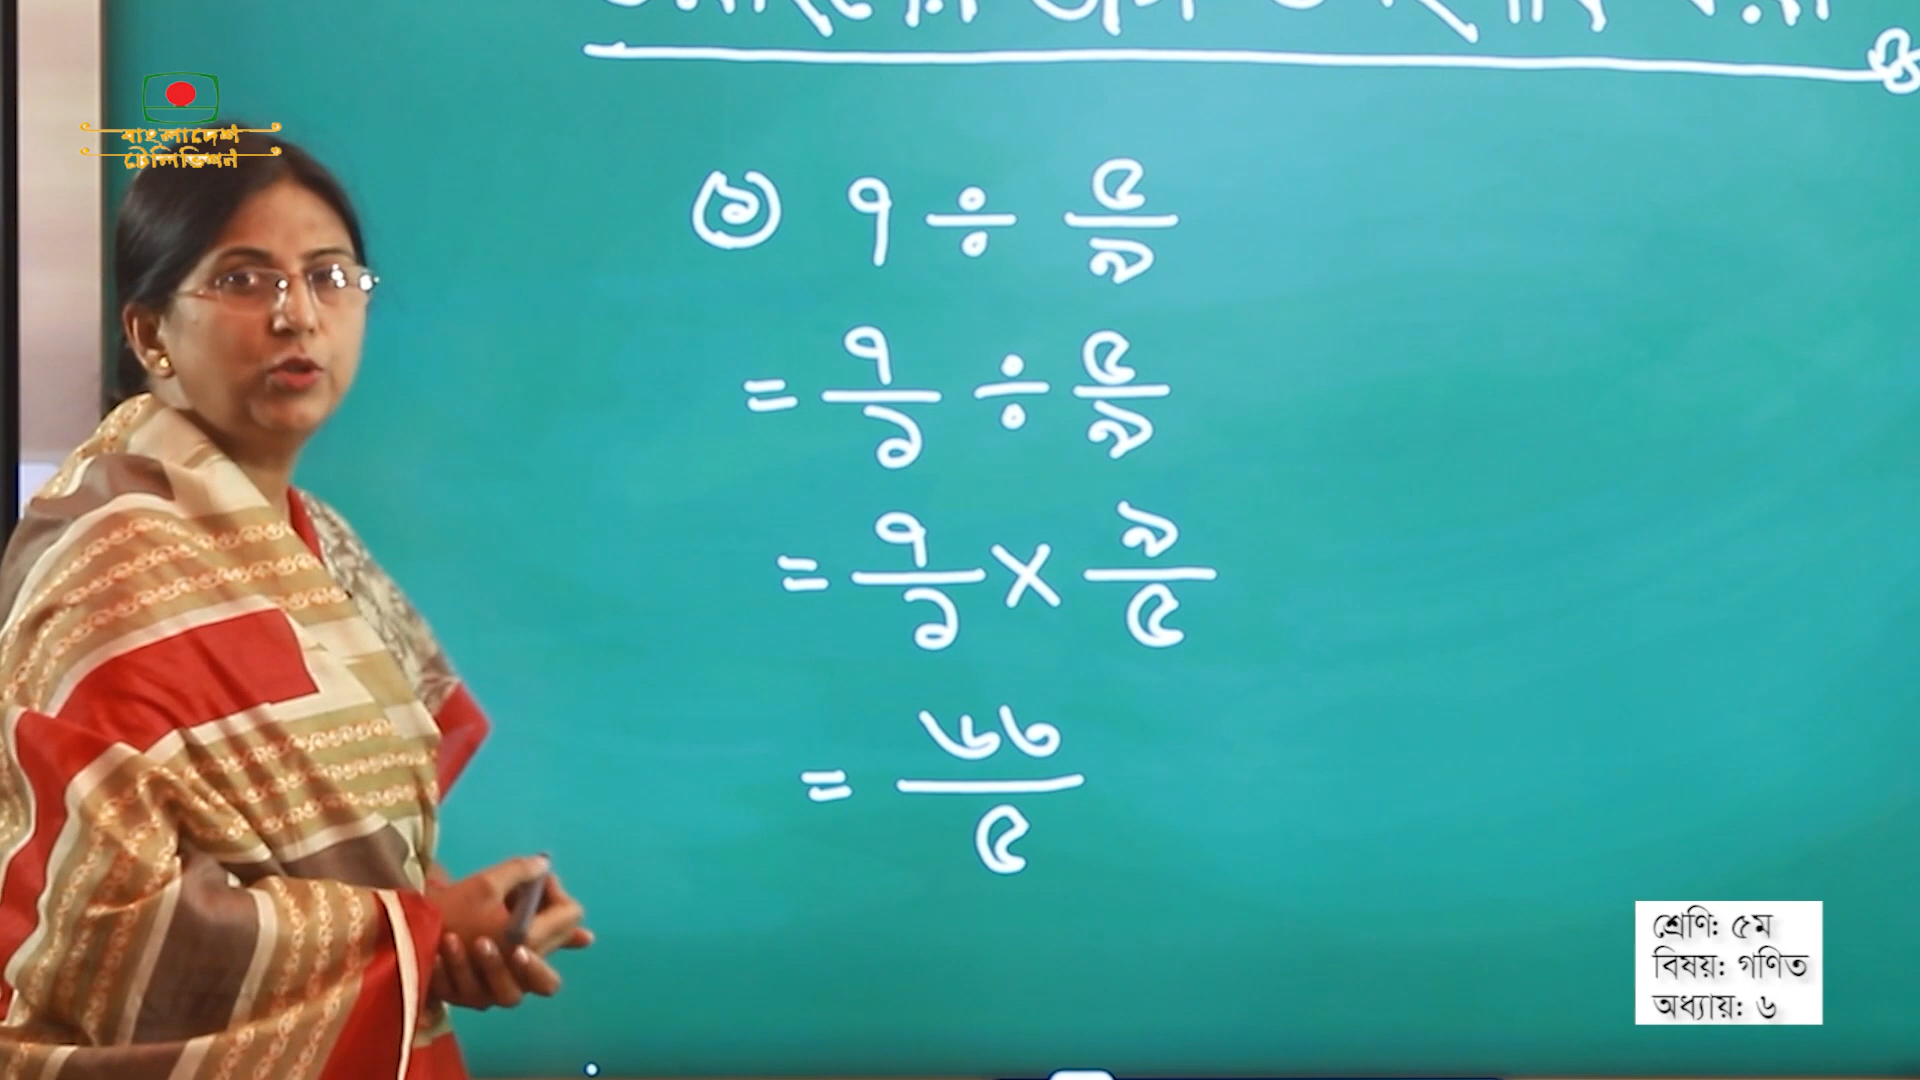 বাংলাদেশ
টেলিভিশন
১ ৭ ÷ ৫/৯
= ৭/১ ÷ ৫/৯
= ৭/১ × ৯/৫
= ৬৩/৫
শ্রেণি: ৫ম
বিষয়: গণিত
অধ্যায়: ৬